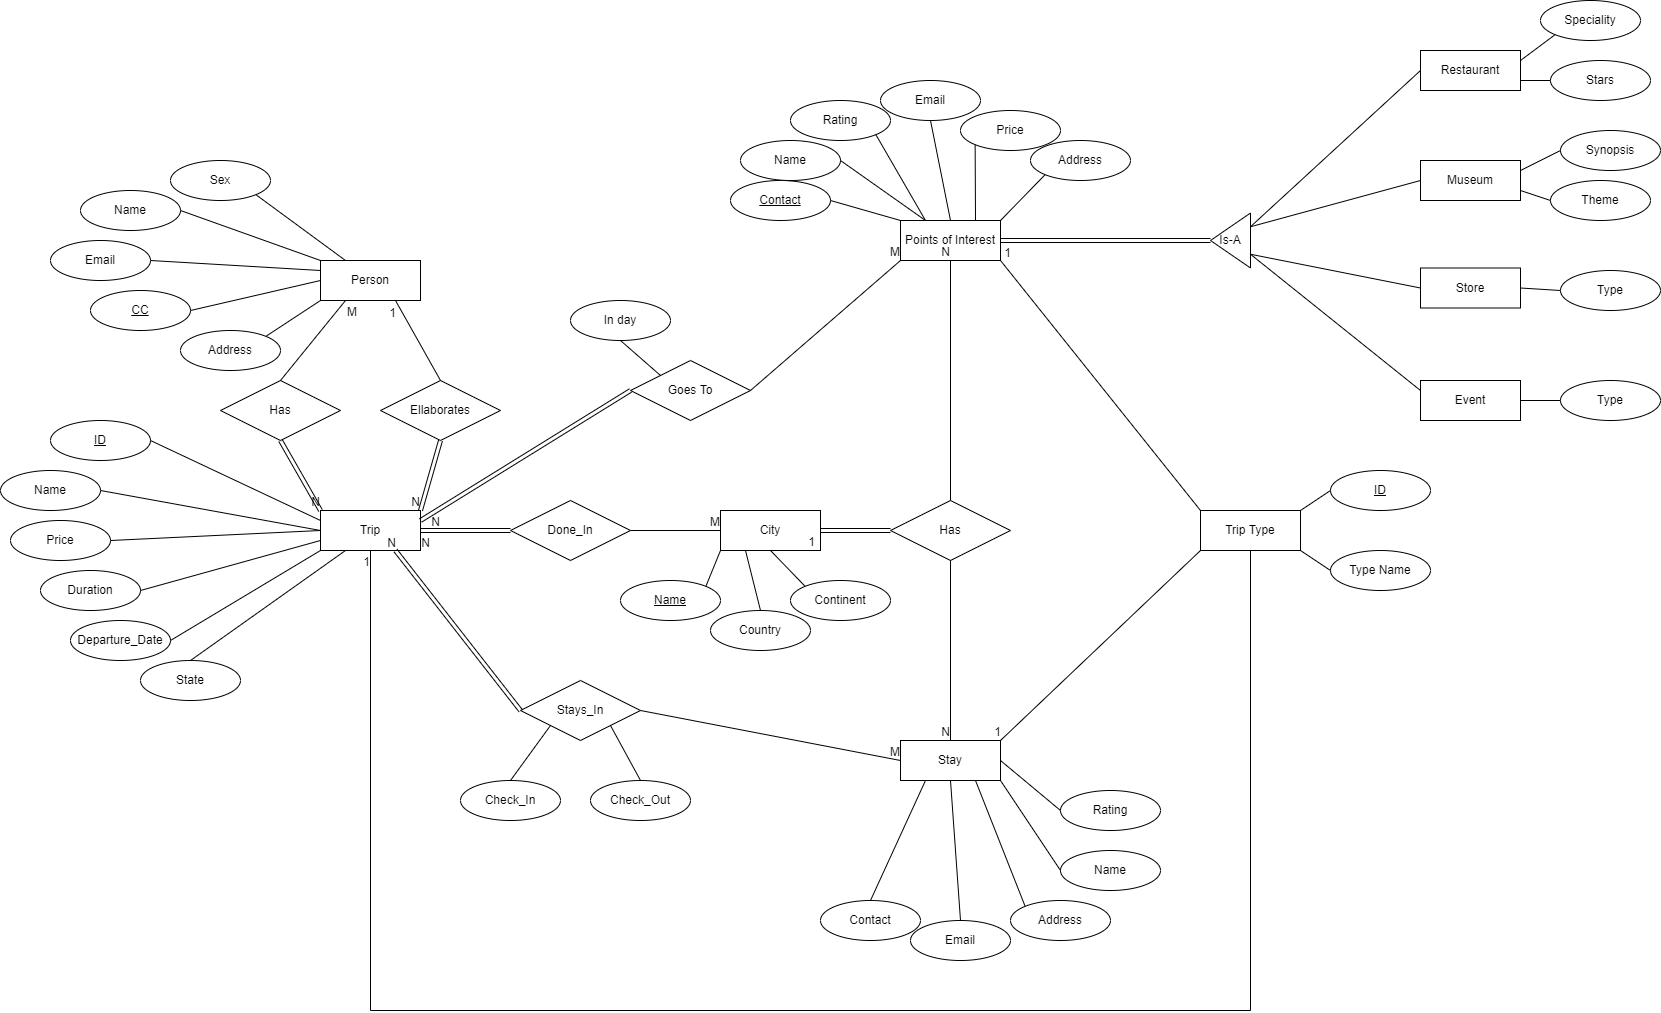 Speciality
Restaurant
Stars
Email
Rating
Price
Name
Address
Contact
Synopsis
Museum
Theme
Sex
Name
Email
CC
Address
Person
M
1
Points of Interest
M
N
1
Is-A
Store
Type
In day
Goes To
Event
Type
Has
Ellaborates
ID
Name
Price
Duration
Departure_Date
State
N
N
Trip
N
N
N
1
Done_In
M
City
1
Has
Trip Type
ID
Type Name
Name
Country
Continent
Stays_In
Check_In
Check_Out
N
1
M
Stay
Rating
Name
Contact
Email
Address